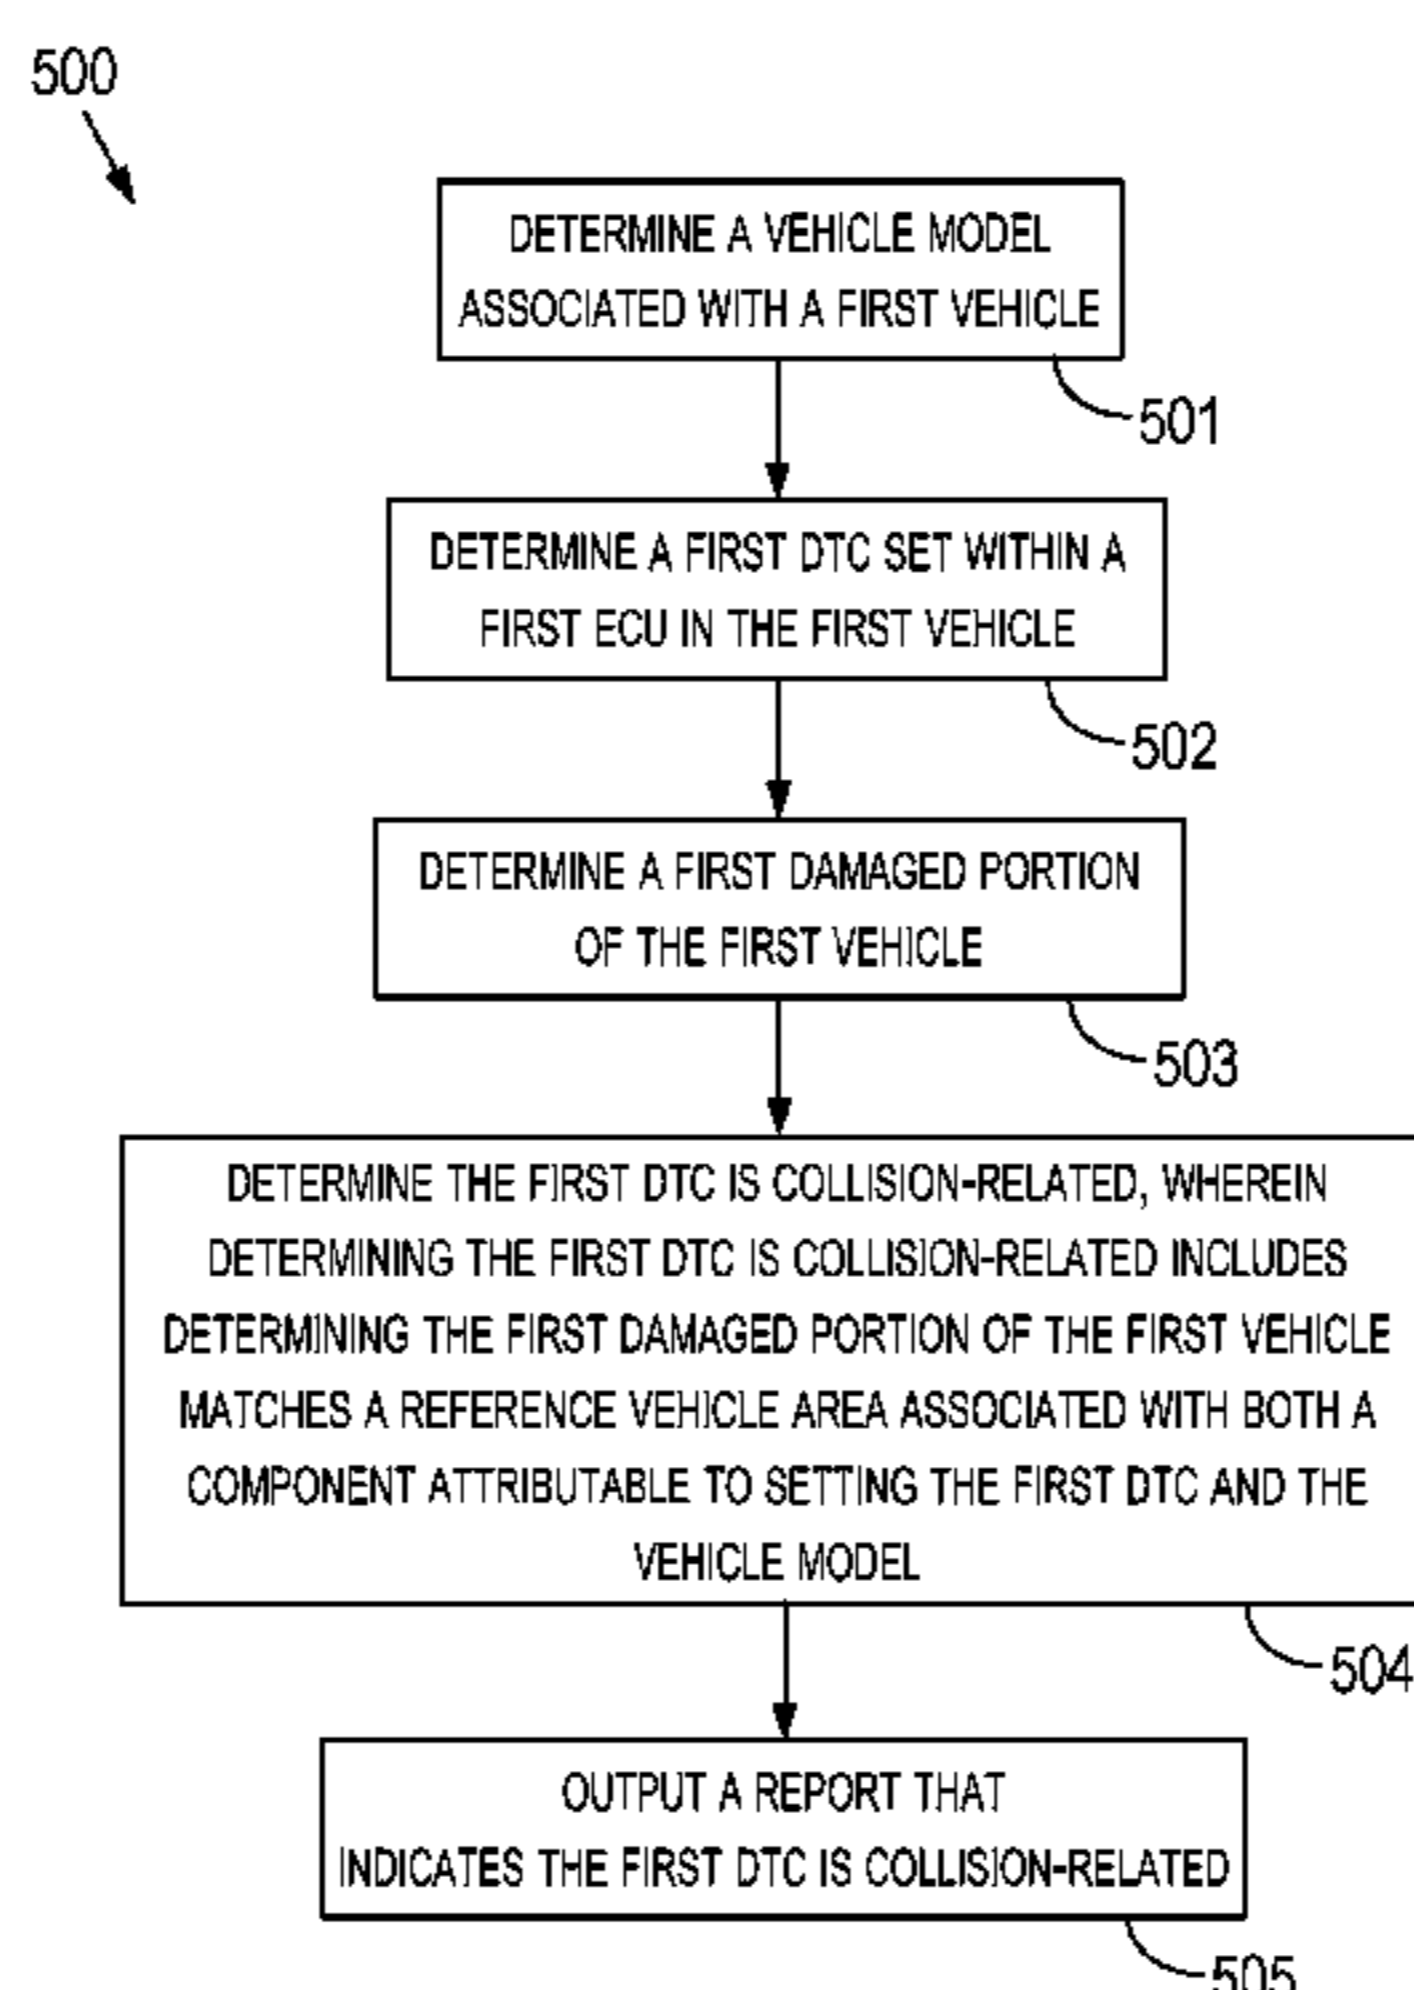 500
DETERMINE A VEHICLE MODEL
ASSOCIATED WITH A FIRST VEHICLE
501
DETERMINE A FIRST DTC SET WITHIN A
FIRST ECU IN THE FIRST VEHICLE
502
DETERMINE A FIRST DAMAGED PORTION
OF THE FIRST VEHICLE
503
DETERMINE THE FIRST DTC IS COLLISION-RELATED, WHEREIN
DETERMINING THE FIRST DTC IS COLLISION-RELATED INCLUDES
DETERMINING THE FIRST DAMAGED PORTION OF THE FIRST VEHICLE
MATCHES A REFERENCE VEHICLE AREA ASSOCIATED WITH BOTH A
COMPONENT ATTRIBUTABLE TO SETTING THE FIRST DTC AND THE
VEHICLE MODEL
504
OUTPUT A REPORT THAT
INDICATES THE FIRST DTC IS COLLISION-RELATED
505